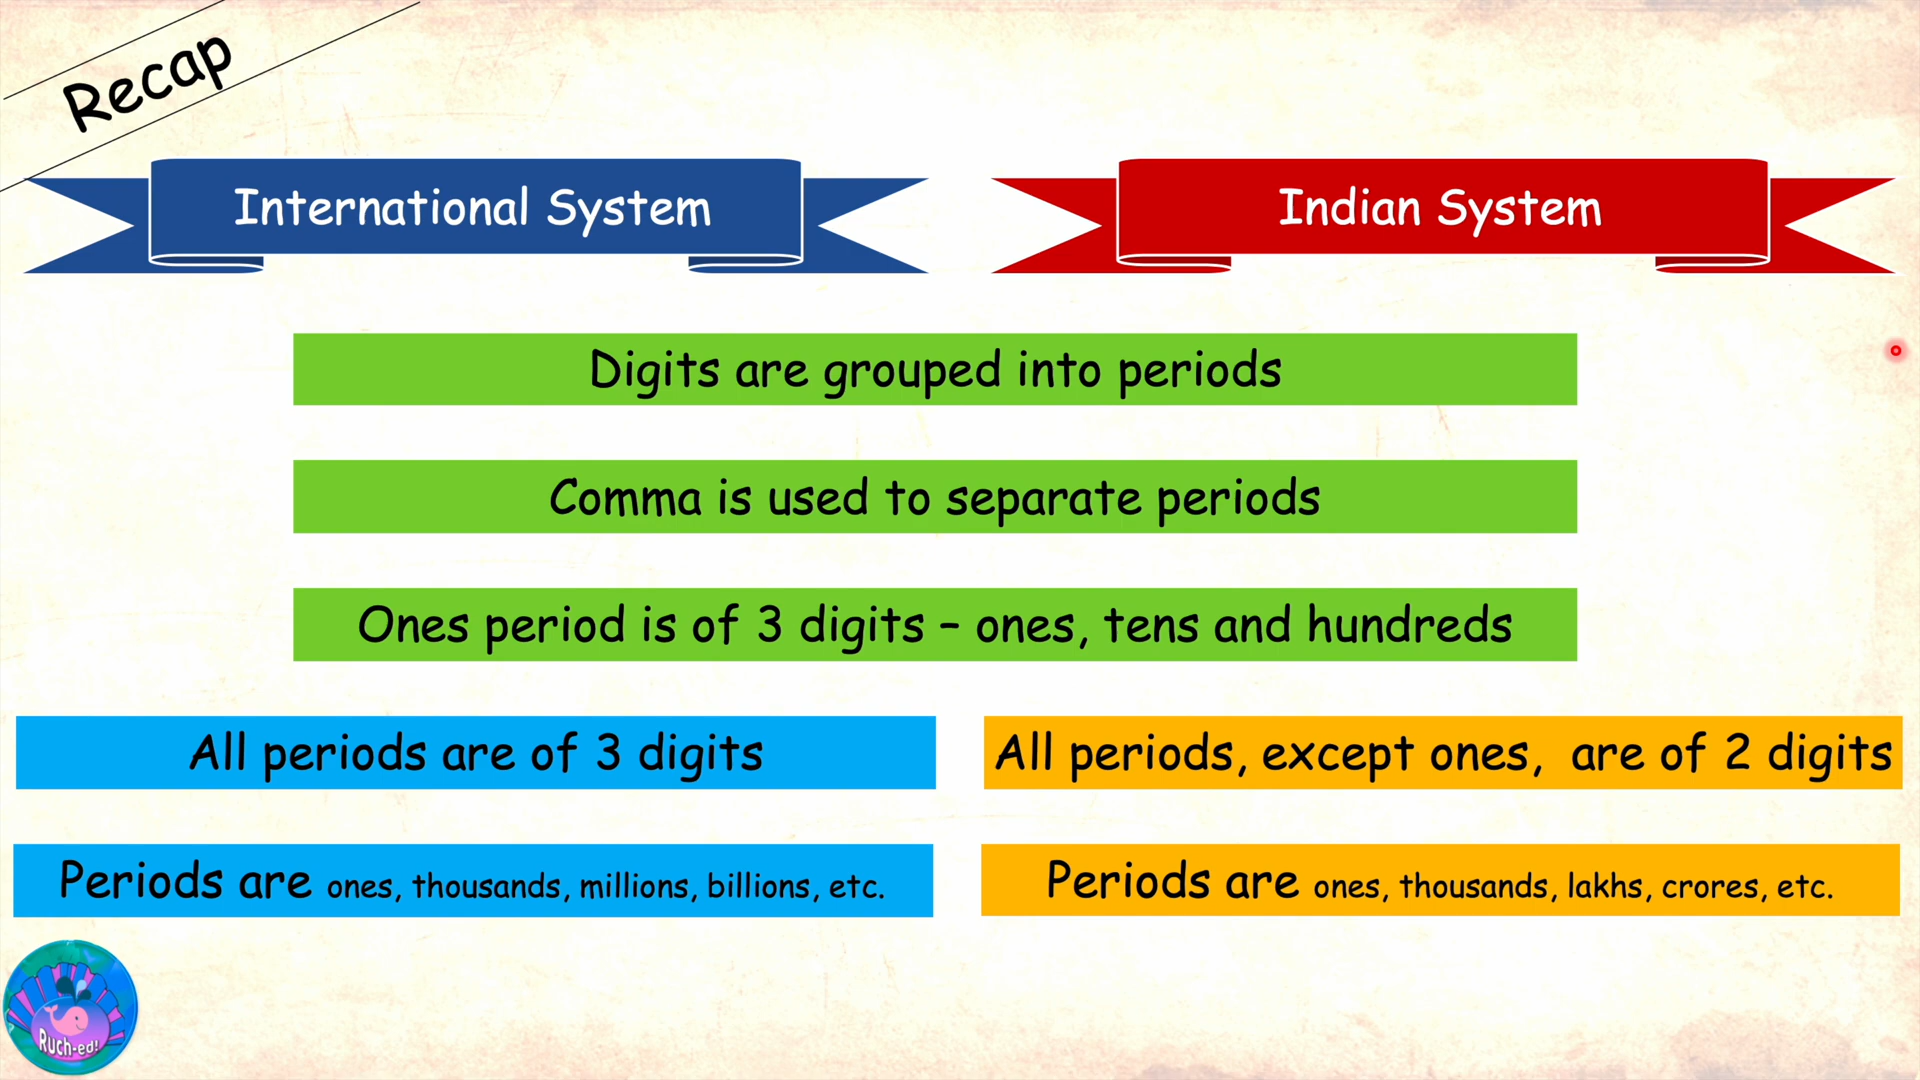 Recap
International System
Indian System
Digits are grouped into periods
Comma is used to separate periods
Ones period is of 3 digits – ones, tens and hundreds
All periods are of 3 digits
All periods, except ones, are of 2 digits
Periods are ones, thousands, millions, billions, etc.
Periods are ones, thousands, lakhs, crores, etc.
Ruch-ed!